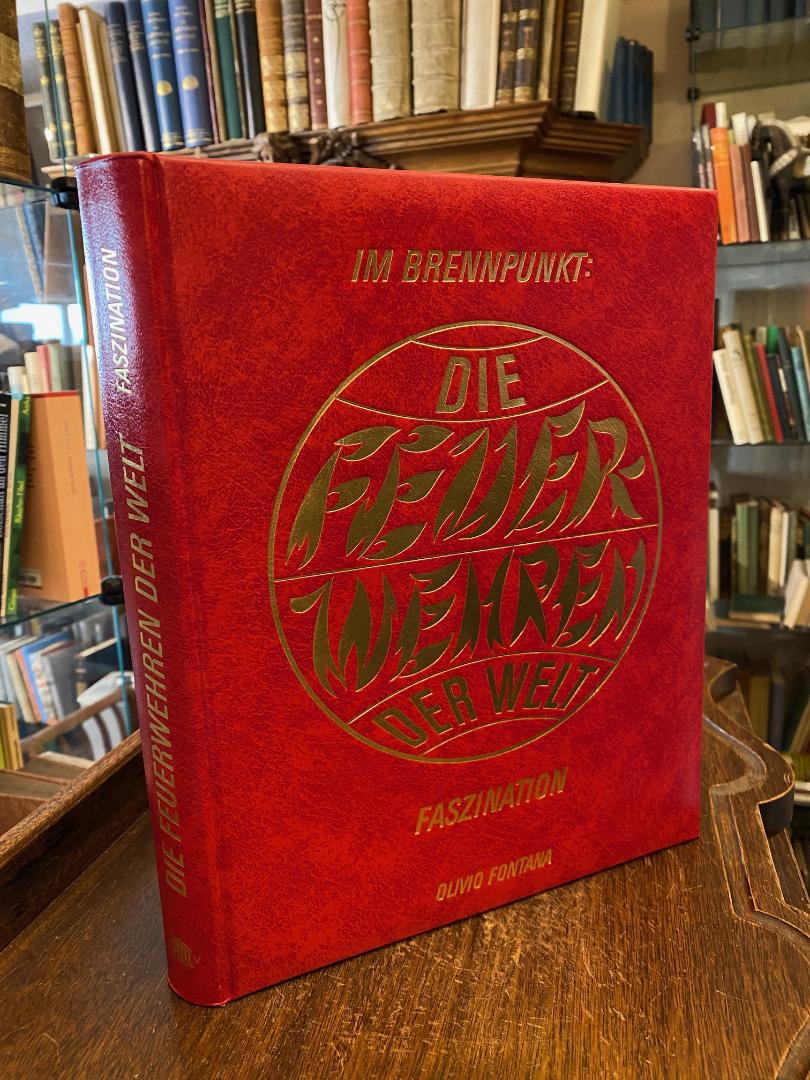 IM BRENNPUNKT:
DIE
FEUER-
WEHREN
DER WELT
FASZINATION
OLIVIO FONTANA
DIE FEUERWEHREN DER WELT FASZINATION